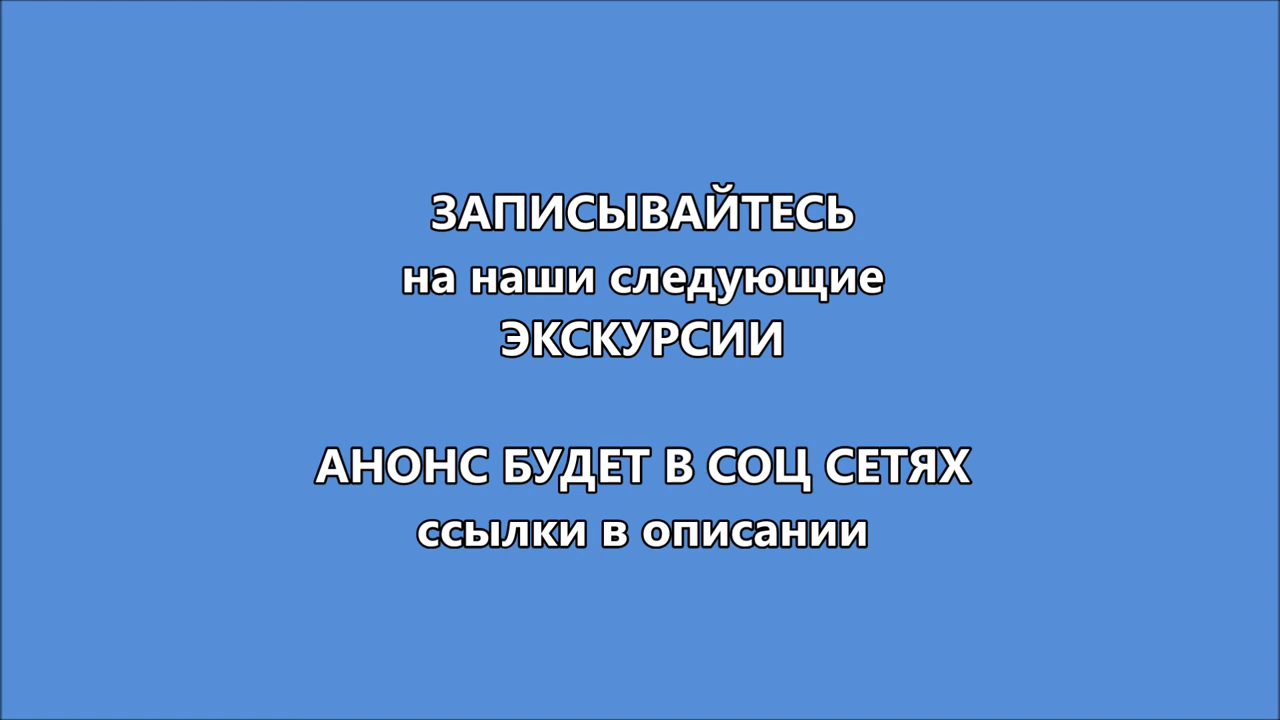 ЗАПИСЫВАЙТЕСЬ
на наши следующие
ЭКСКУРСИИ
АНОНС БУДЕТ В СОЦ СЕТЯХ
ссылки в описании